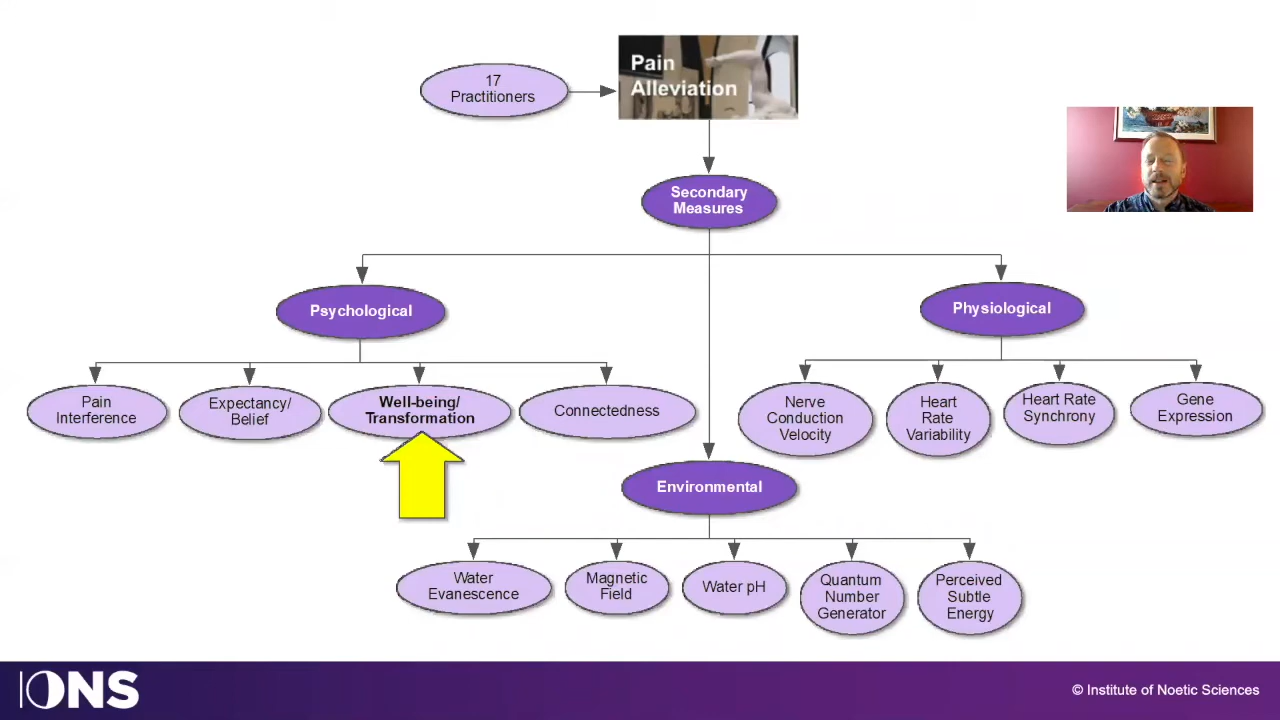 17
Practitioners
Pain
Alleviation
Secondary
Measures
Psychological
Physiological
Pain
Interference
Expectancy/
Belief
Well-being/
Transformation
Connectedness
Nerve
Conduction
Velocity
Heart
Rate
Variability
Heart Rate
Synchrony
Gene
Expression
Environmental
Water
Evanescence
Magnetic
Field
Water pH
Quantum
Number
Generator
Perceived
Subtle
Energy
IONS
© Institute of Noetic Sciences